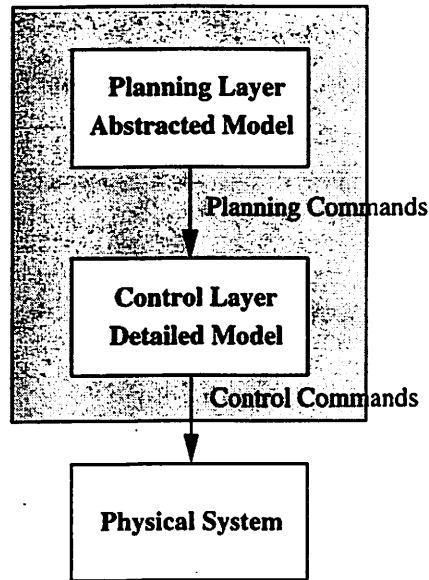 Planning Layer
Abstracted Model
Planning Commands
Control Layer
Detailed Model
Control Commands
Physical System